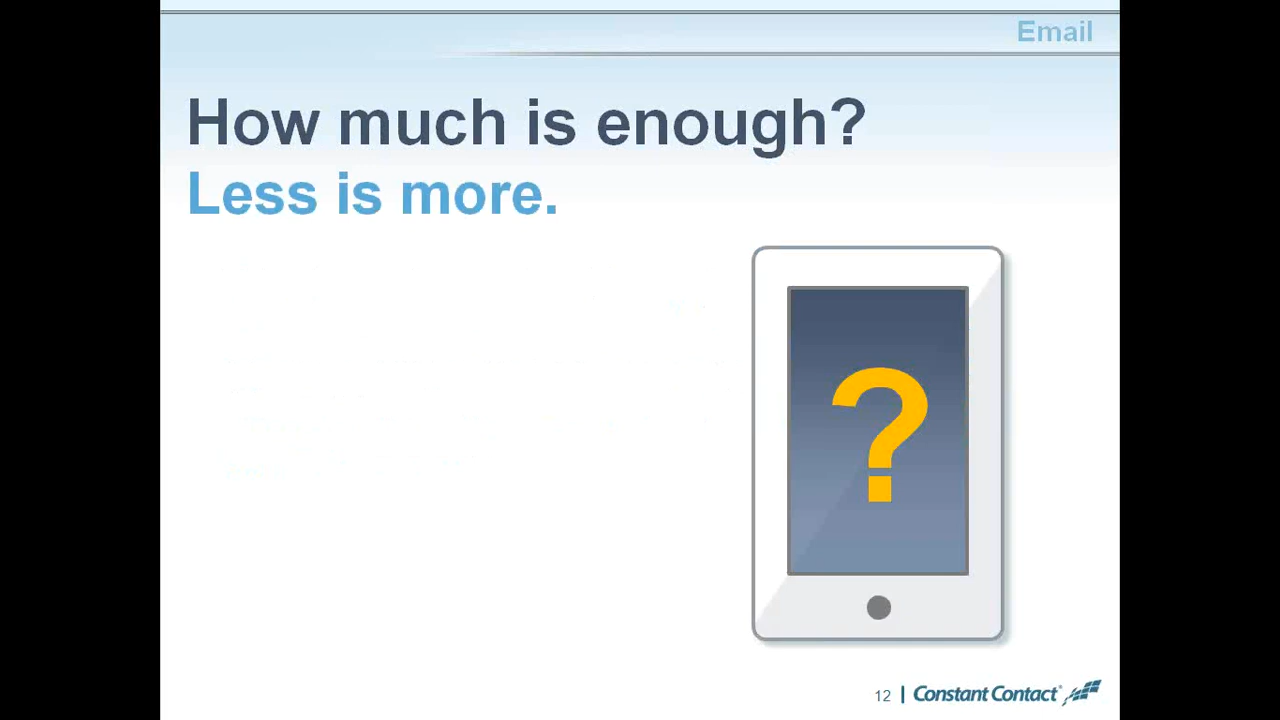 Email
How much is enough?
Less is more.
?
12 | Constant Contact®